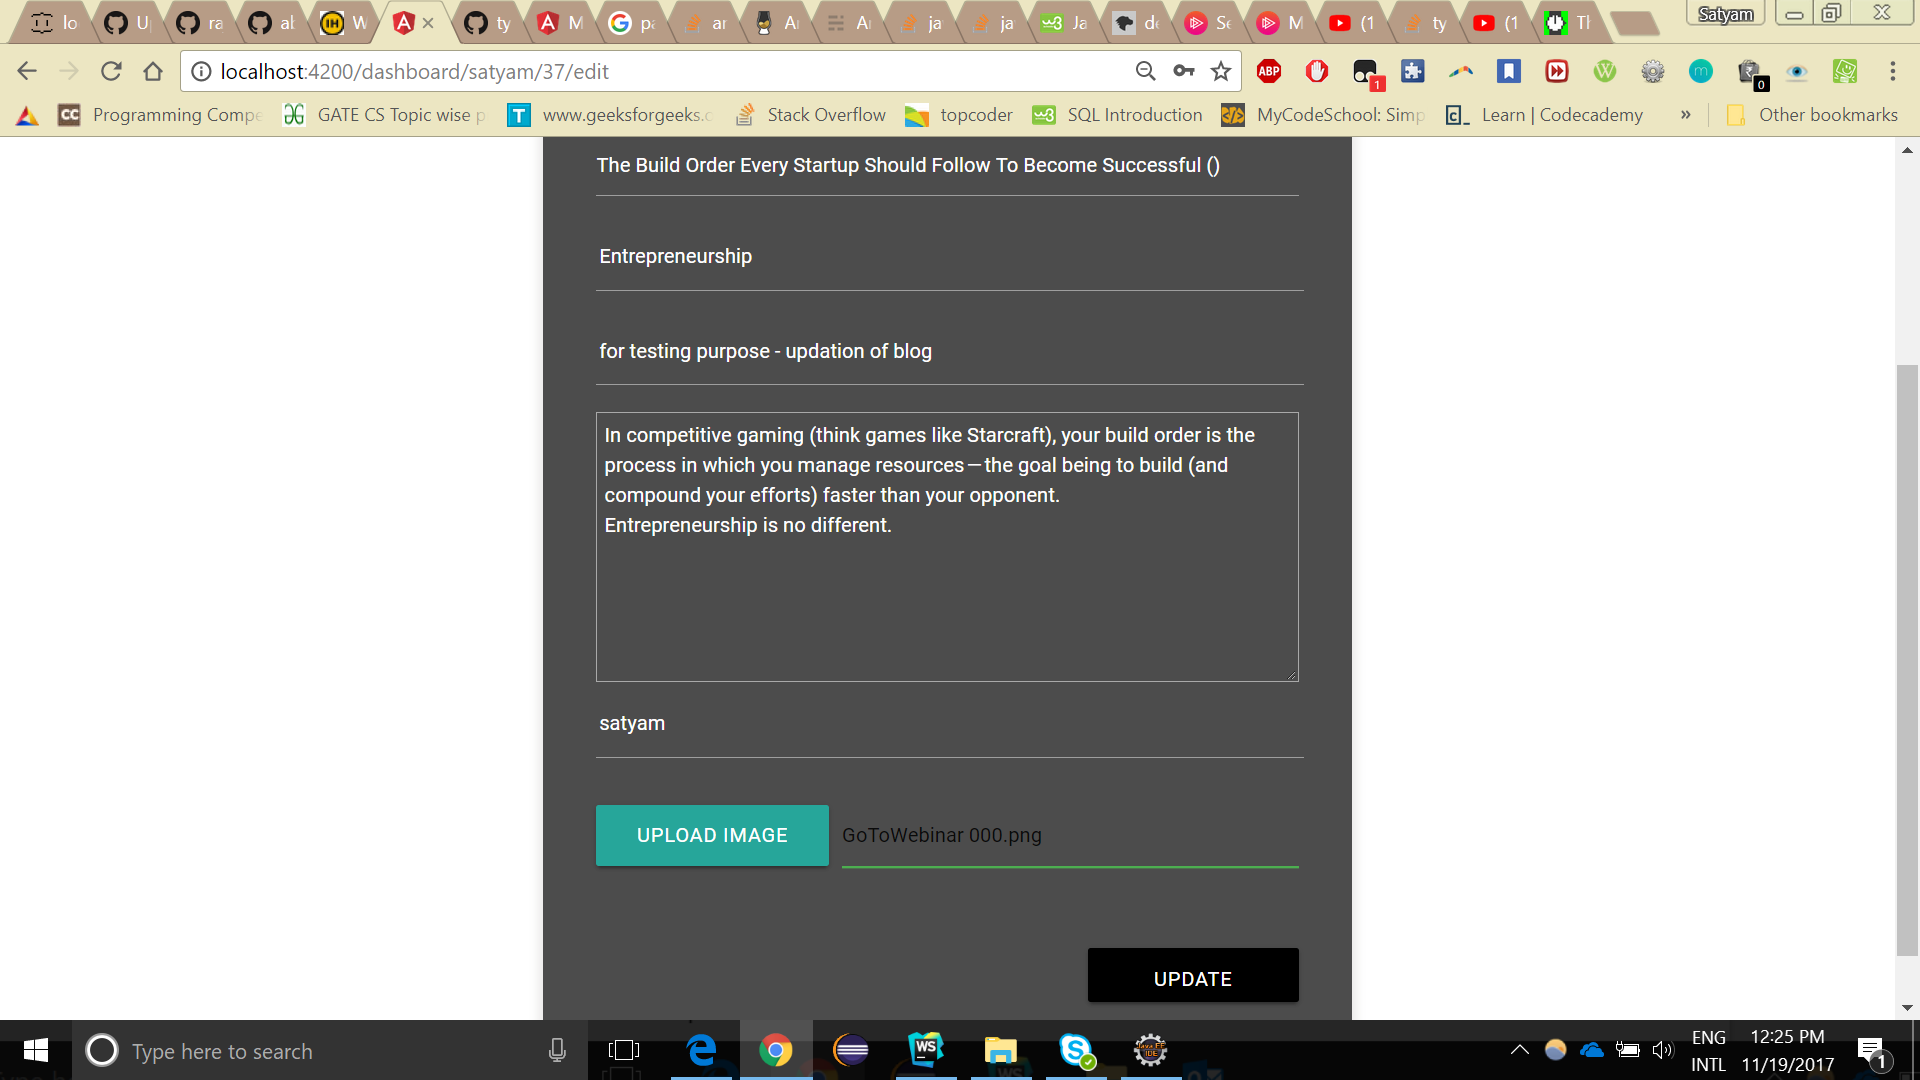 lo
U
ra
al
W
ty
M
pa
ar
A
A
ja
ja
Ja
de
Se
M
(1
ty
(1
Th
Satyam
localhost:4200/dashboard/satyam/37/edit
ABP
1
W
m
0
CC Programming Compe
GATE CS Topic wise p
T www.geeksforgeeks.c
Stack Overflow
topcoder
w3 SQL Introduction
MyCodeSchool: Simp
c|_ Learn | Codecademy
»
Other bookmarks
The Build Order Every Startup Should Follow To Become Successful ()
Entrepreneurship
for testing purpose - updation of blog
In competitive gaming (think games like Starcraft), your build order is the
process in which you manage resources — the goal being to build (and
compound your efforts) faster than your opponent.
Entrepreneurship is no different.
satyam
UPLOAD IMAGE
GoToWebinar 000.png
UPDATE
Type here to search
WS
ENG
INTL
12:25 PM
11/19/2017
1